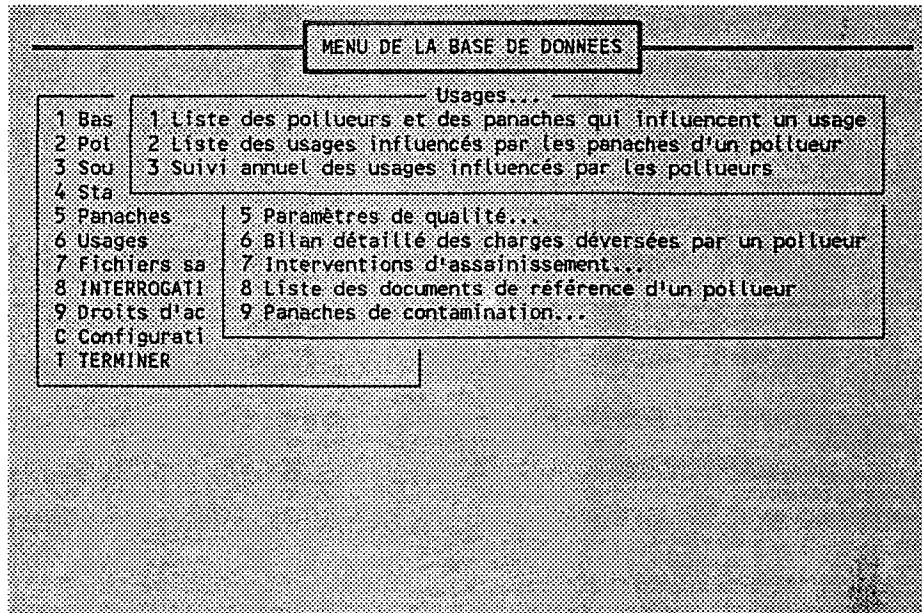 MENU DE LA BASE DE DONNEES
Usages...
1 Bas 1 Liste des pollueurs et des panaches qui influencent un usage
2 Pol 2 Liste des usages influencés par les panaches d'un pollueur
3 Sou 3 Suivi annuel des usages influencés par les pollueurs
4 Sta
5 Panaches 5 Paramètres de qualité...
6 Usages 6 Bilan détaillé des charges déversées par un pollueur
7 Fichiers sa 7 Interventions d'assainissement...
8 INTERROGATI 8 Liste des documents de référence d'un pollueur
9 Droits d'ac 9 Panaches de contamination...
C Configurati
T TERMINER